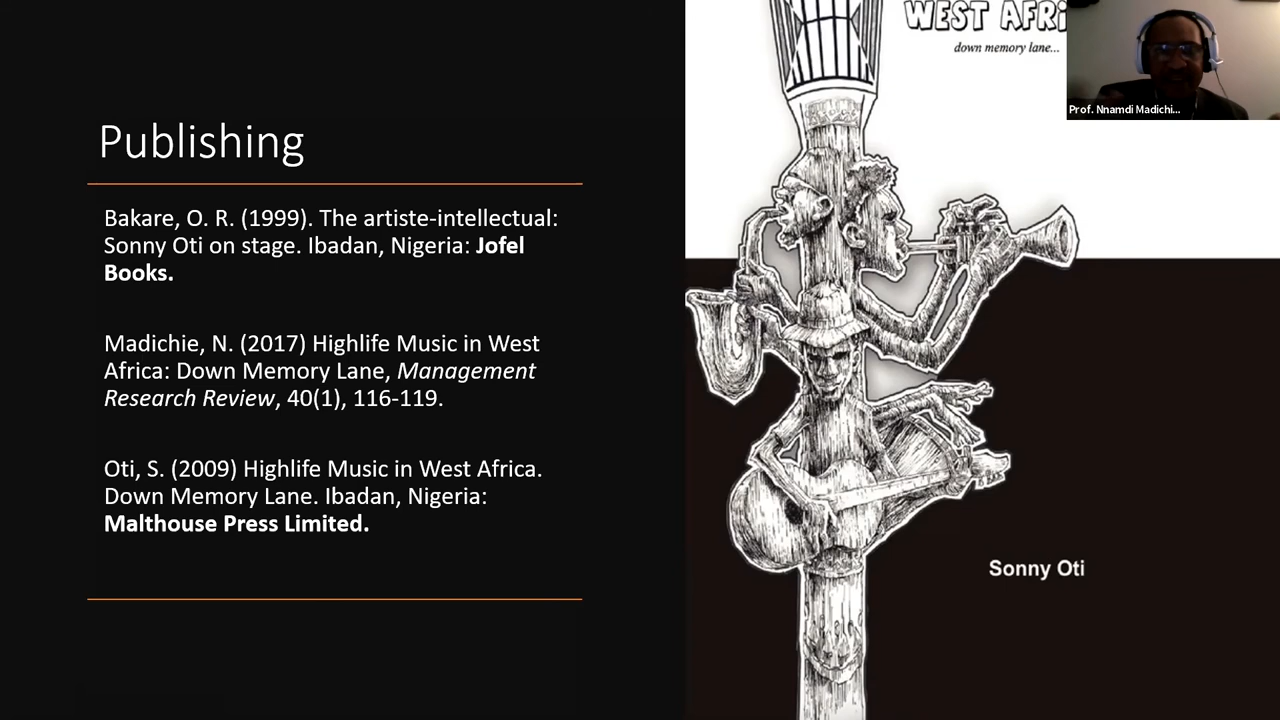 Publishing
Bakare, O. R. (1999). The artiste-intellectual:
Sonny Oti on stage. Ibadan, Nigeria: Jofel
Books.
Madichie, N. (2017) Highlife Music in West
Africa: Down Memory Lane, Management
Research Review, 40(1), 116-119.
Oti, S. (2009) Highlife Music in West Africa.
Down Memory Lane. Ibadan, Nigeria:
Malthouse Press Limited.
WEST AFRI
down memory lane...
Prof. Nnamdi Madichi...
Sonny Oti